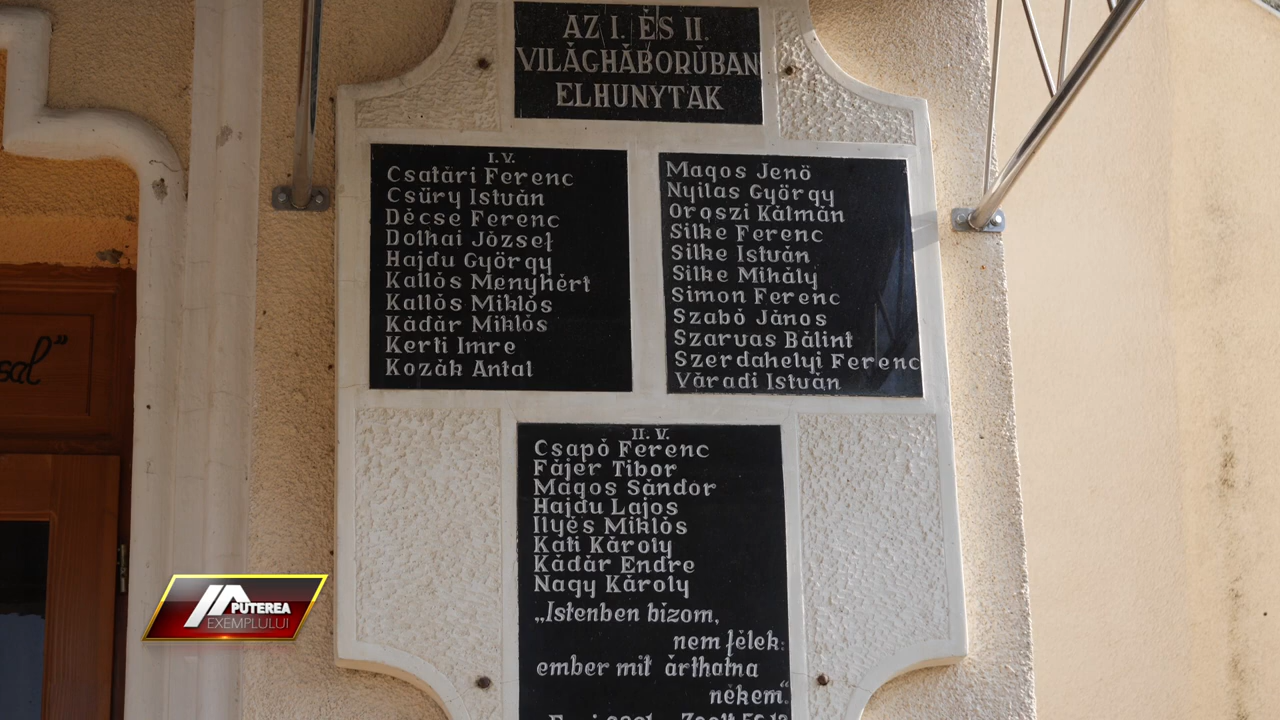 AZ I. ÉS II.
VILÁGHÁBORÚBAN
ELHUNYTAK
I.V.
Csatári Ferenc
Csűry István
Décse Ferenc
Dolhai József
Hajdu György
Kallós Menyhért
Kallós Miklós
Kádár Miklós
Kerti Imre
Kozák Antal
Magos Jenő
Nyilas György
Oroszi Kálmán
Silke Ferenc
Silke István
Silke Mihály
Simon Ferenc
Szabó János
Szarvas Bálint
Szerdahelyi Ferenc
Váradi István
II. V.
Csapó Ferenc
Fájer Tibor
Magos Sándor
Hajdu Lajos
Ilyés Miklós
Kati Károly
Kádár Endre
Nagy Károly
„Istenben bízom,
nem félek:
ember mit árthatna
nékem."
sal"
PUTEREA
EXEMPLULUI